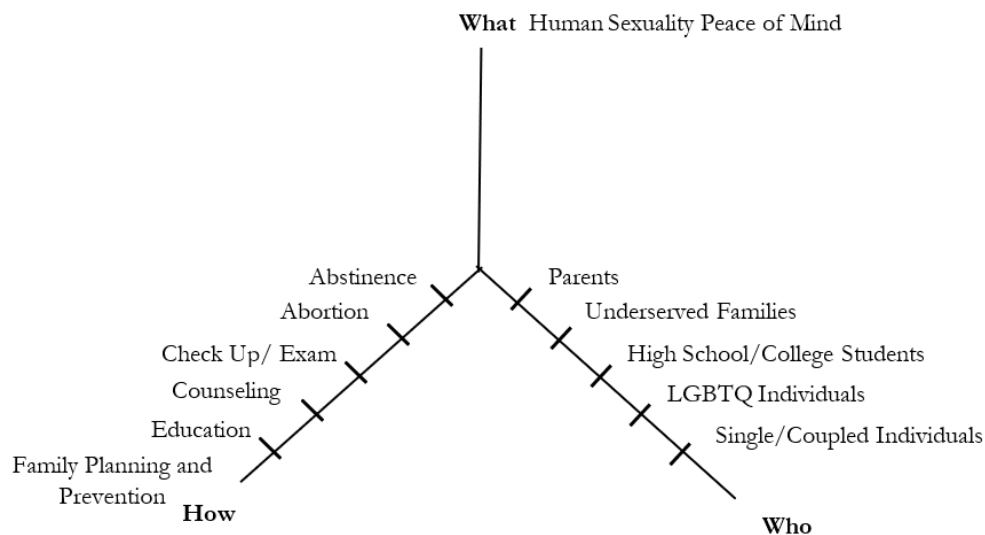 What Human Sexuality Peace of Mind
Abstinence
Abortion
Check Up/ Exam
Counseling
Education
Family Planning and
Prevention
How
Parents
Underserved Families
High School/College Students
LGBTQ Individuals
Single/Coupled Individuals
Who